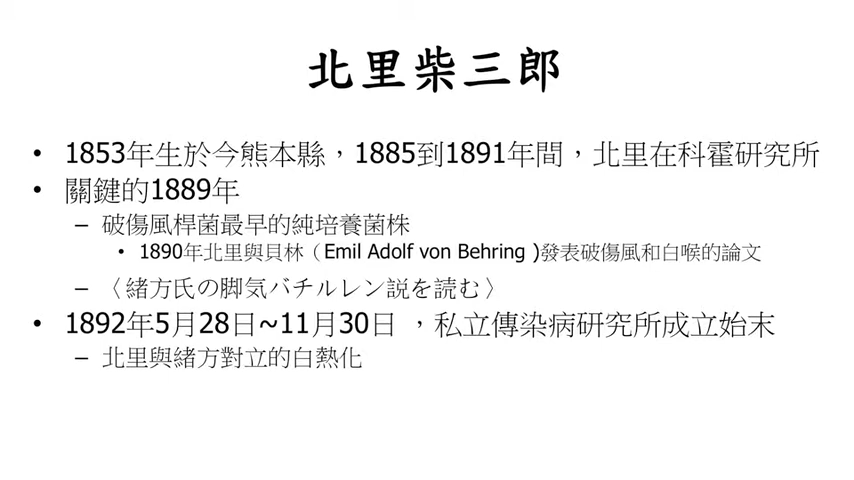 北里柴三郎
• 1853年生於今熊本縣，1885到1891年間，北里在科霍研究所
• 關鍵的1889年
– 破傷風桿菌最早的純培養菌株
• 1890年北里與貝林（Emil Adolf von Behring )發表破傷風和白喉的論文
– 〈緒方氏の脚気バチルレン説を読む〉
• 1892年5月28日~11月30日 ，私立傳染病研究所成立始末
– 北里與緒方對立的白熱化